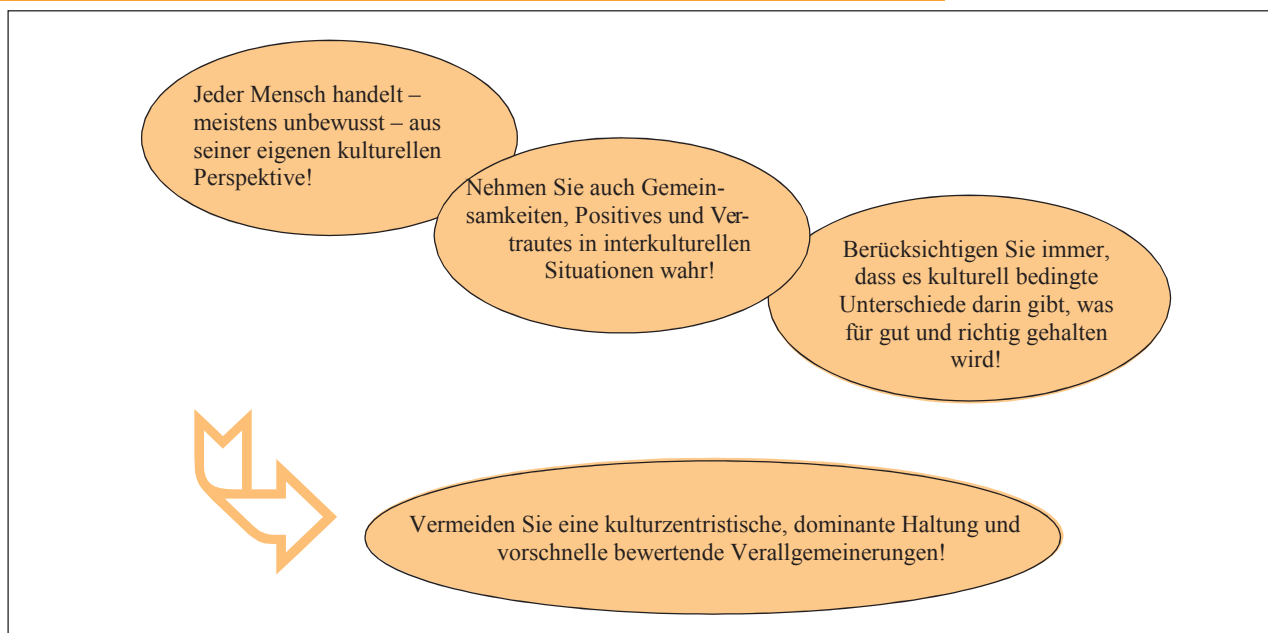 Jeder Mensch handelt –
meistens unbewusst – aus
seiner eigenen kulturellen
Perspektive!
Nehmen Sie auch Gemein-
samkeiten, Positives und Ver-
trautes in interkulturellen
Situationen wahr!
Berücksichtigen Sie immer,
dass es kulturell bedingte
Unterschiede darin gibt, was
für gut und richtig gehalten
wird!
Vermeiden Sie eine kulturzentristische, dominante Haltung und
vorschnelle bewertende Verallgemeinerungen!